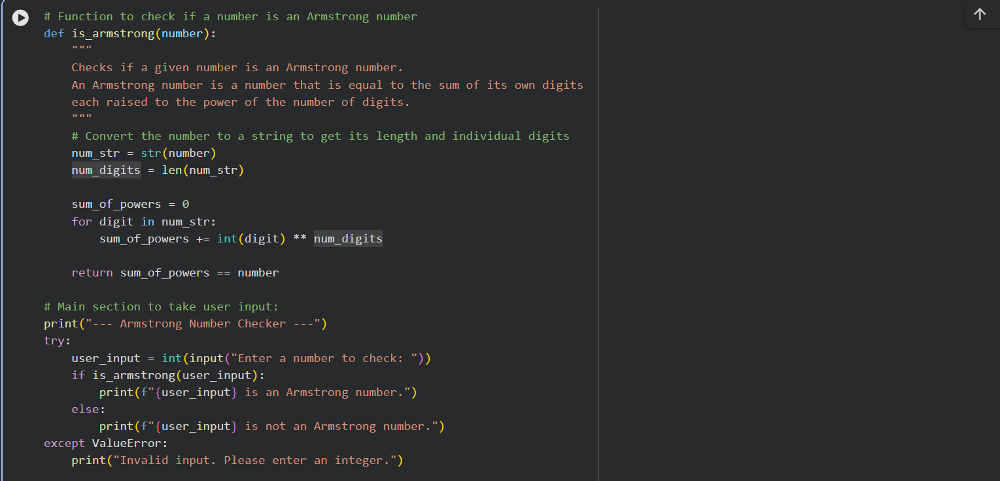 # Function to check if a number is an Armstrong number
def is_armstrong(number):
    """
    Checks if a given number is an Armstrong number.
    An Armstrong number is a number that is equal to the sum of its own digits
    each raised to the power of the number of digits.
    """
    # Convert the number to a string to get its length and individual digits
    num_str = str(number)
    num_digits = len(num_str)

    sum_of_powers = 0
    for digit in num_str:
        sum_of_powers += int(digit) ** num_digits

    return sum_of_powers == number

# Main section to take user input:
print("--- Armstrong Number Checker ---")
try:
    user_input = int(input("Enter a number to check: "))
    if is_armstrong(user_input):
        print(f"{user_input} is an Armstrong number.")
    else:
        print(f"{user_input} is not an Armstrong number.")
except ValueError:
    print("Invalid input. Please enter an integer.")